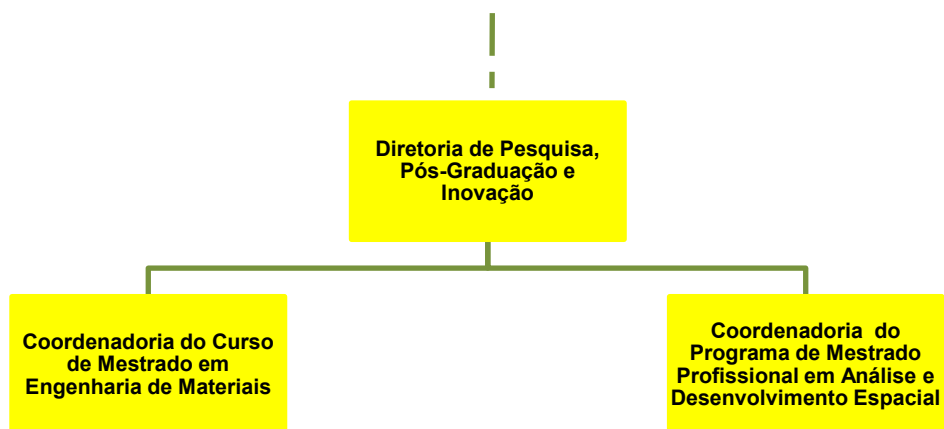 Diretoria de Pesquisa,
Pós-Graduação e
Inovação
Coordenadoria do Curso
de Mestrado em
Engenharia de Materiais
Coordenadoria do
Programa de Mestrado
Profissional em Análise e
Desenvolvimento Espacial